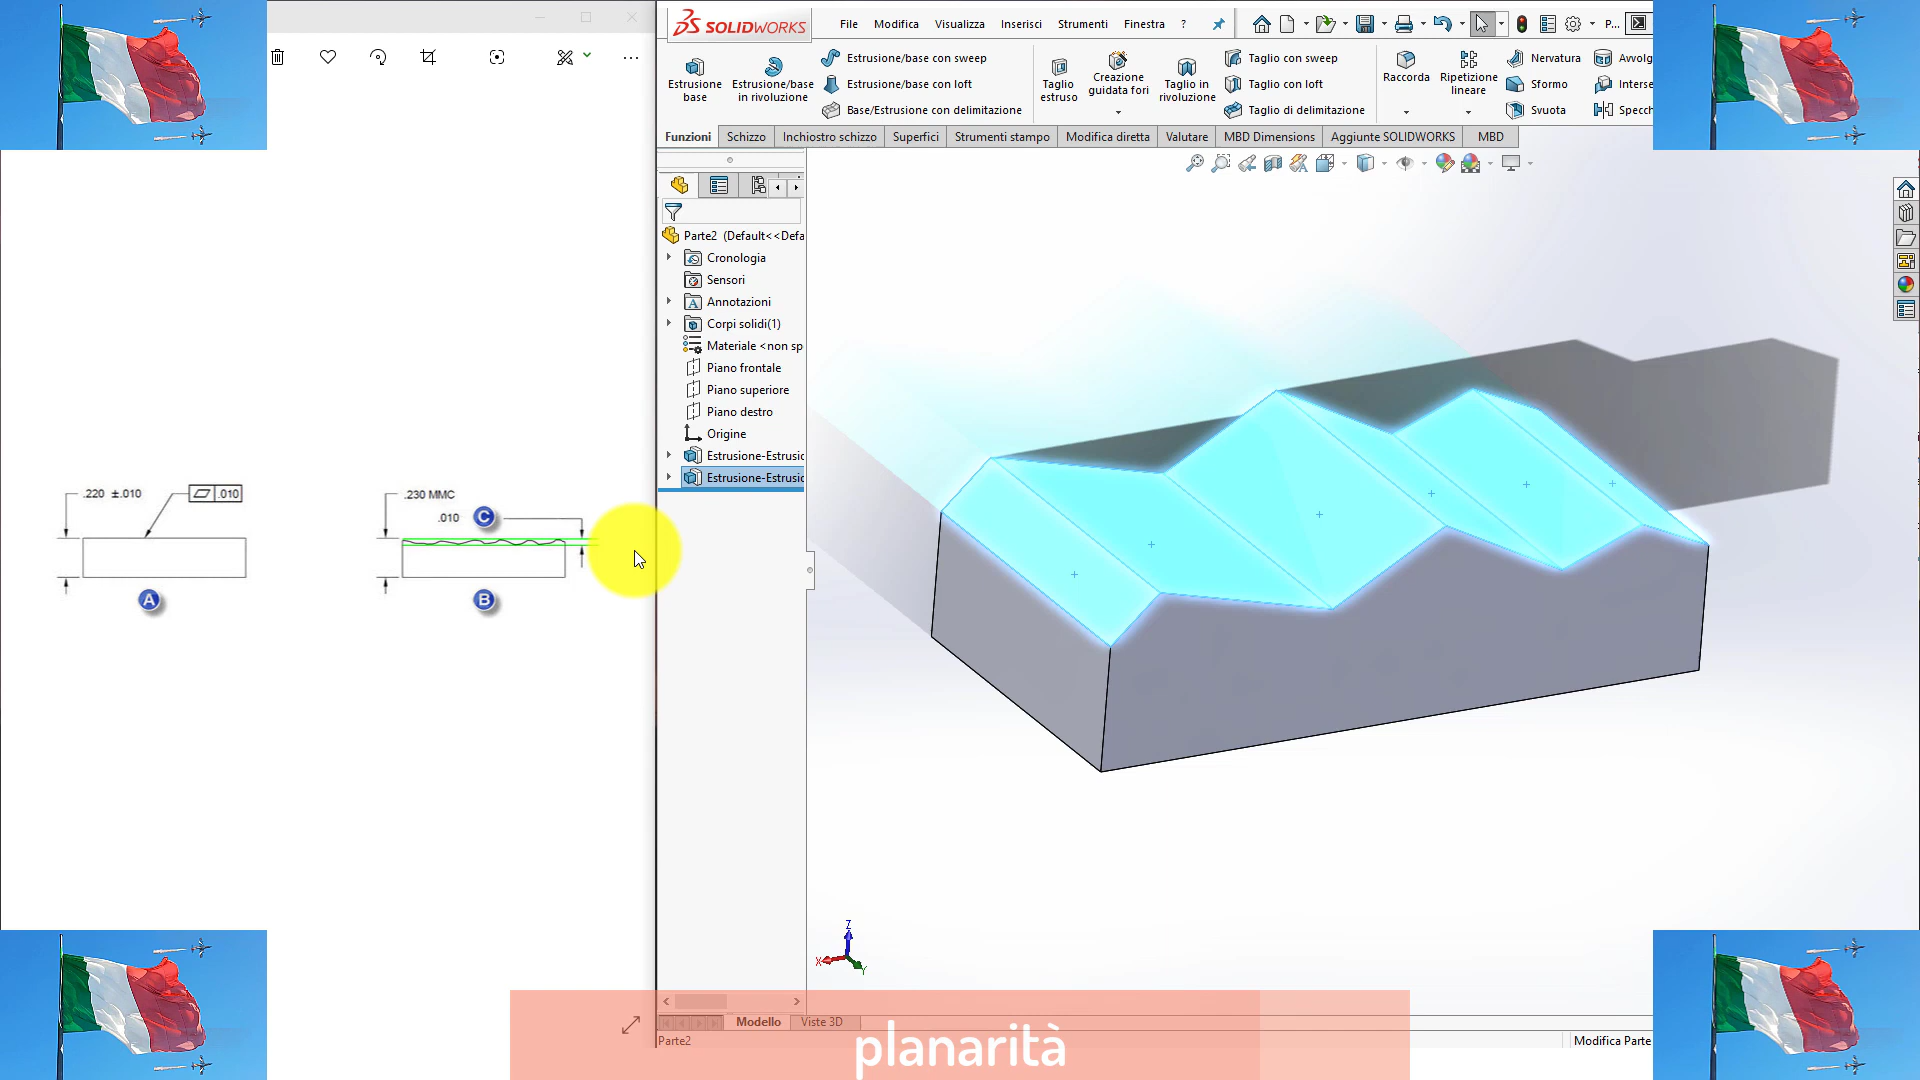 SOLIDWORKS
File Modifica Visualizza Inserisci Strumenti Finestra ? P...
Estrusione base
Estrusione/base in rivoluzione
Estrusione/base con sweep
Estrusione/base con loft
Base/Estrusione con delimitazione
Taglio estruso
Creazione guidata fori
Taglio in rivoluzione
Taglio con sweep
Taglio con loft
Taglio di delimitazione
Raccorda
Ripetizione lineare
Nervatura
Sformo
Svuota
Avvolg
Interse
Specch
Funzioni Schizzo Inchiostro schizzo Superfici Strumenti stampo Modifica diretta Valutare MBD Dimensions Aggiunte SOLIDWORKS MBD
Parte2 (Default<<Defa
Cronologia
Sensori
A Annotazioni
Corpi solidi(1)
Materiale <non sp
Piano frontale
Piano superiore
Piano destro
Origine
Estrusione-Estrusio
Estrusione-Estrusio
.220 ±.010
.010
A
.230 MMC
.010 C
B
Z
X
Y
Modello Viste 3D
Parte2
Modifica Parte
planarità